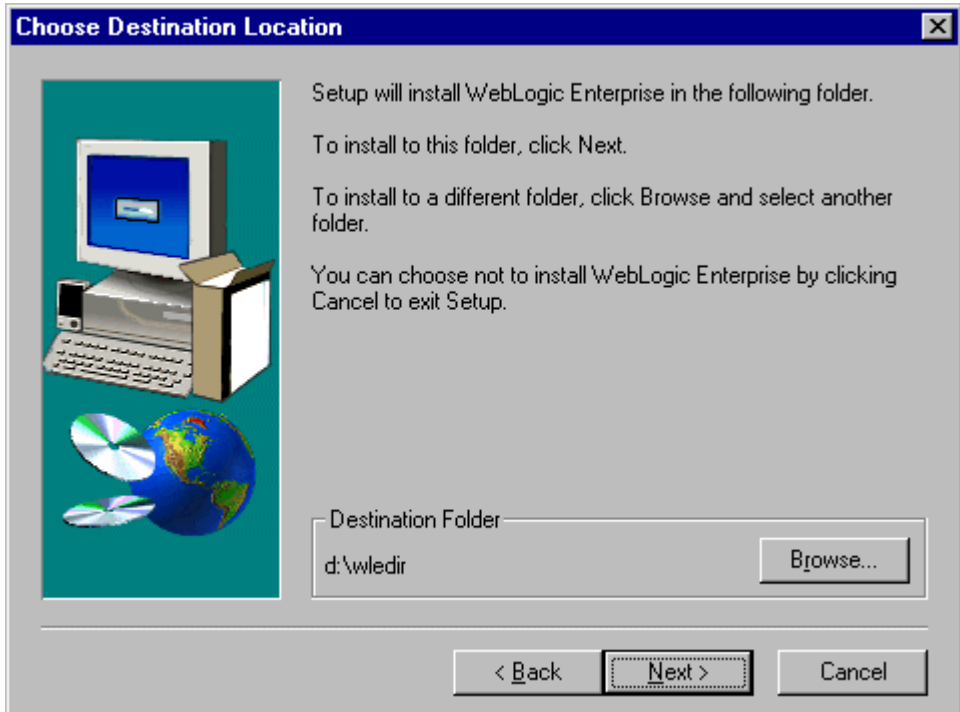 Choose Destination Location
Setup will install WebLogic Enterprise in the following folder.
To install to this folder, click Next.
To install to a different folder, click Browse and select another
folder.
You can choose not to install WebLogic Enterprise by clicking
Cancel to exit Setup.
Destination Folder
d:\wledir
Browse...
< Back
Next >
Cancel